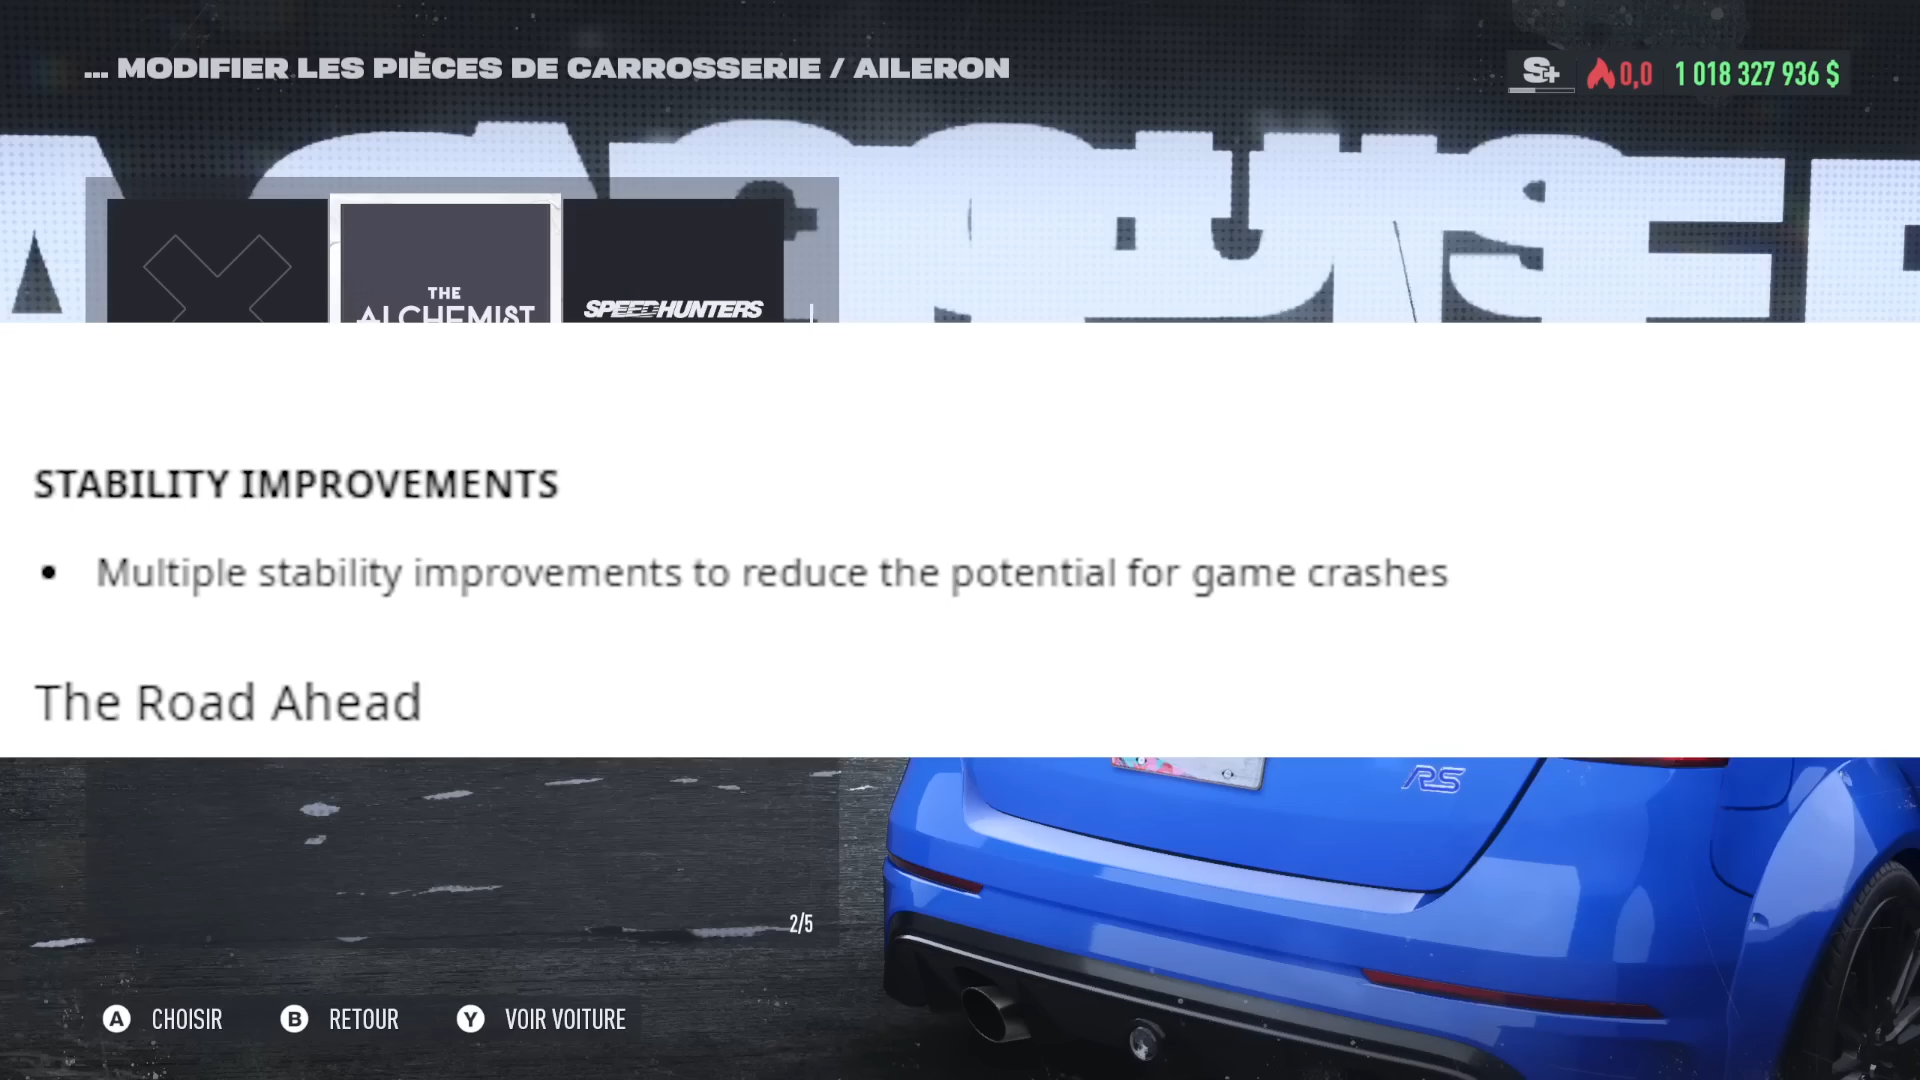 ... MODIFIER LES PIÈCES DE CARROSSERIE / AILERON
S+ 0,0 1 018 327 936 $
THE
ALCHEMIST
SPEEDHUNTERS
STABILITY IMPROVEMENTS
• Multiple stability improvements to reduce the potential for game crashes
The Road Ahead
RS
2/5
A CHOISIR B RETOUR Y VOIR VOITURE